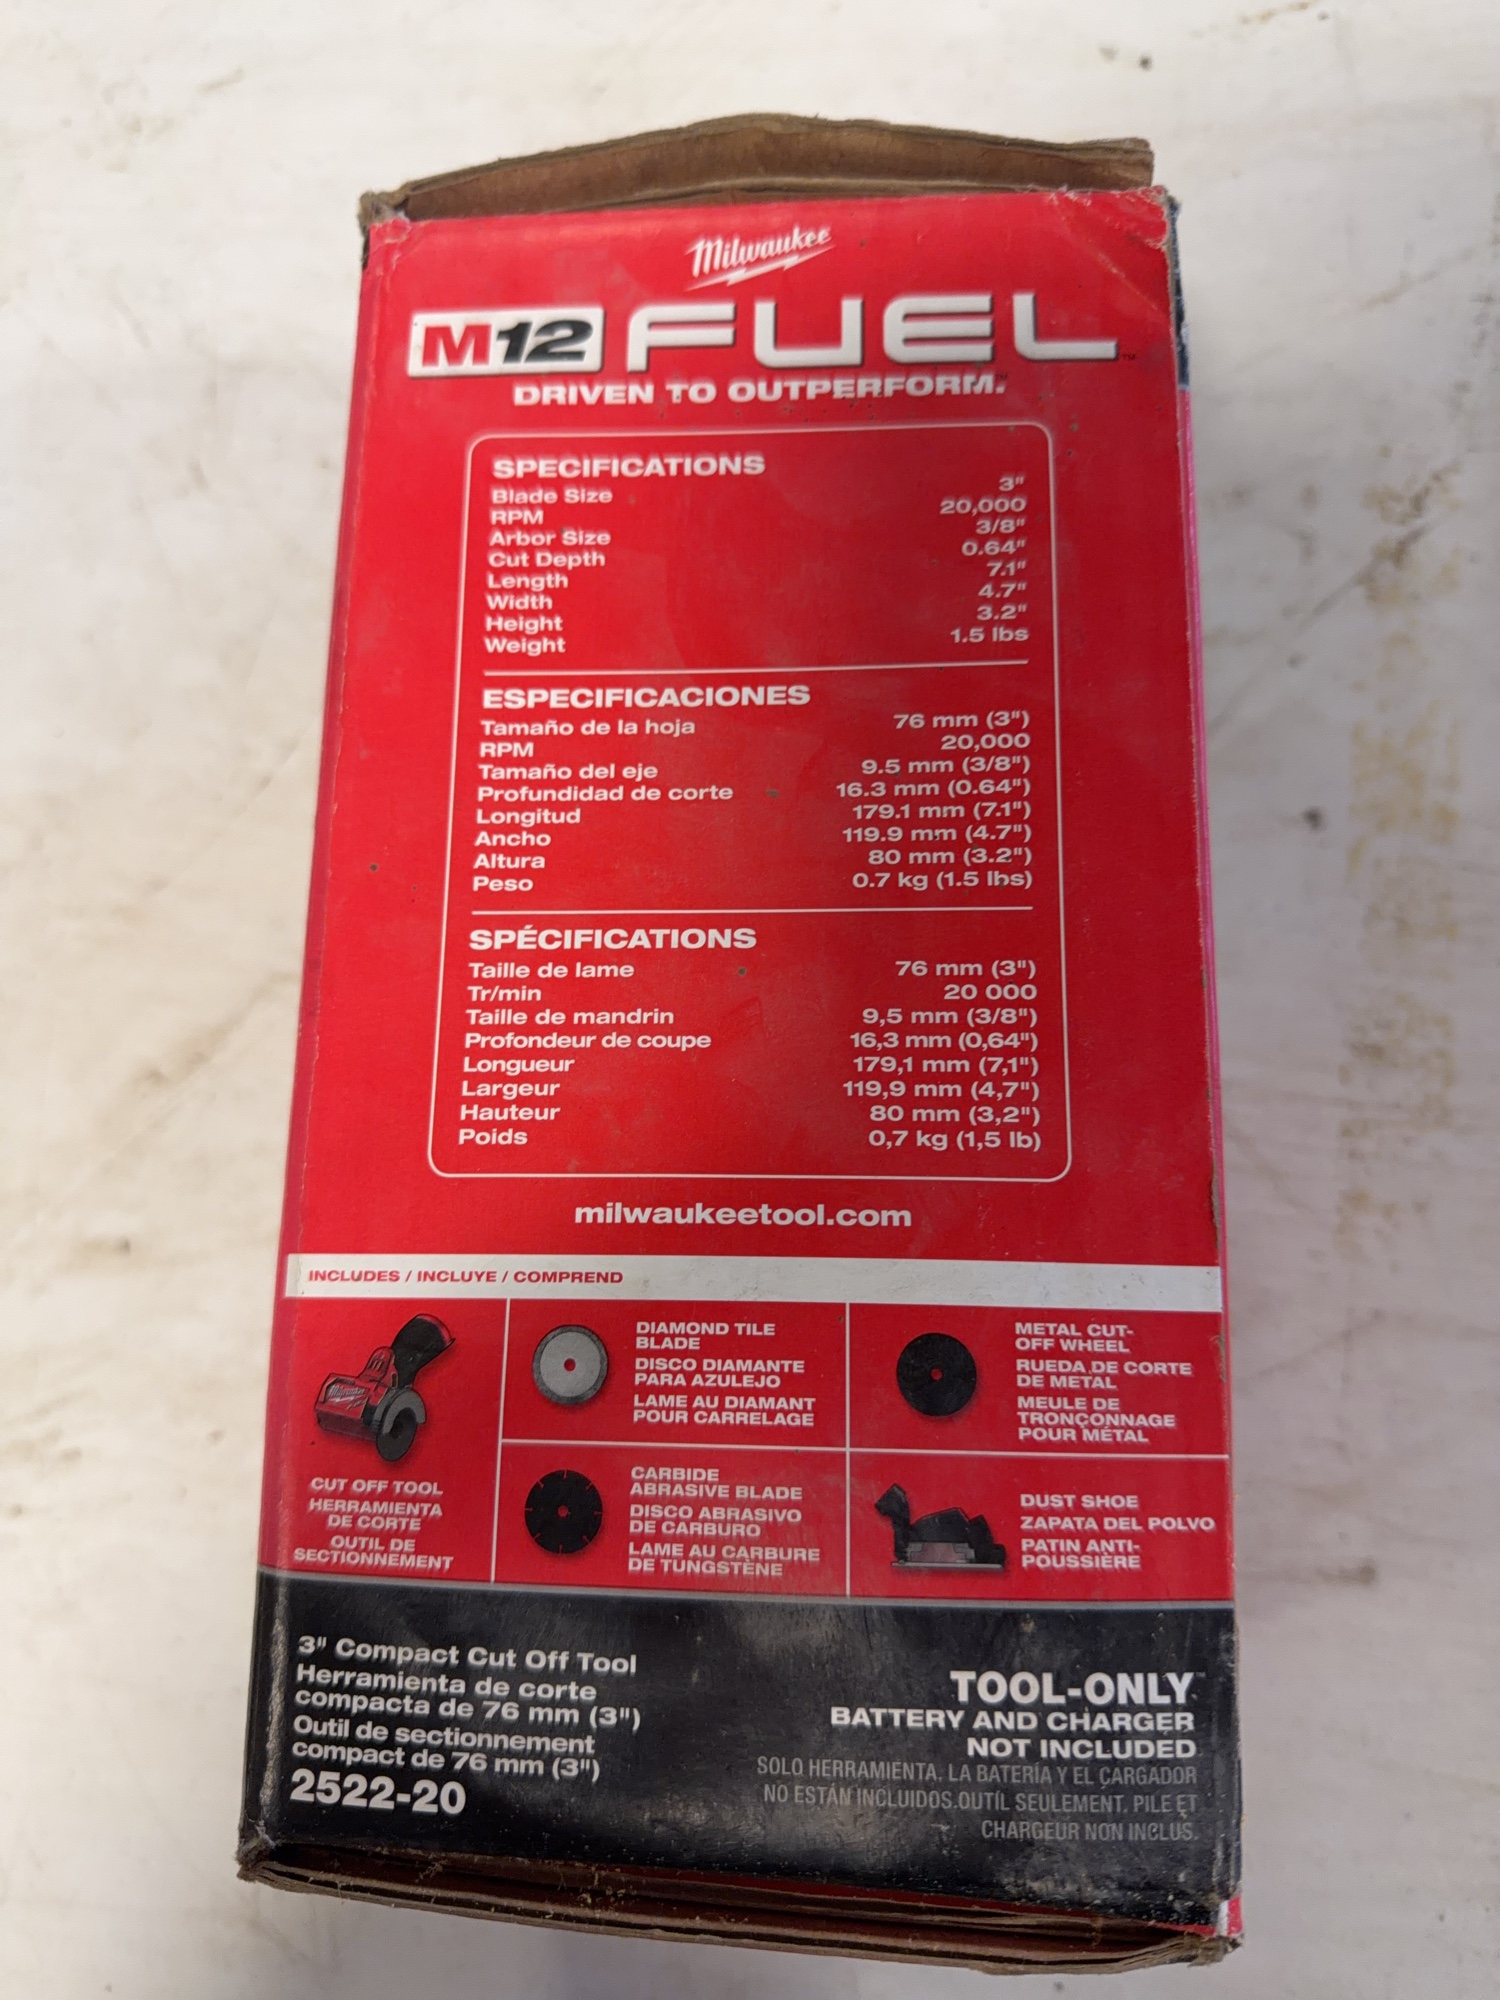 Milwaukee
M12 FUEL™
DRIVEN TO OUTPERFORM.™
SPECIFICATIONS
Blade Size 3"
RPM 20,000
Arbor Size 3/8"
Cut Depth 0.64"
Length 7.1"
Width 4.7"
Height 3.2"
Weight 1.5 lbs
ESPECIFICACIONES
Tamaño de la hoja 76 mm (3")
RPM 20,000
Tamaño del eje 9.5 mm (3/8")
Profundidad de corte 16.3 mm (0.64")
Longitud 179.1 mm (7.1")
Ancho 119.9 mm (4.7")
Altura 80 mm (3.2")
Peso 0.7 kg (1.5 lbs)
SPÉCIFICATIONS
Taille de lame 76 mm (3")
Tr/min 20 000
Taille de mandrin 9,5 mm (3/8")
Profondeur de coupe 16,3 mm (0,64")
Longueur 179,1 mm (7,1")
Largeur 119,9 mm (4,7")
Hauteur 80 mm (3,2")
Poids 0,7 kg (1,5 lb)
milwaukeetool.com
INCLUDES / INCLUYE / COMPREND
Milwaukee
CUT OFF TOOL
HERRAMIENTA
DE CORTE
OUTIL DE
SECTIONNEMENT
DIAMOND TILE
BLADE
DISCO DIAMANTE
PARA AZULEJO
LAME AU DIAMANT
POUR CARRELAGE
METAL CUT-
OFF WHEEL
RUEDA DE CORTE
DE METAL
MEULE DE
TRONÇONNAGE
POUR MÉTAL
CARBIDE
ABRASIVE BLADE
DISCO ABRASIVO
DE CARBURO
LAME AU CARBURE
DE TUNGSTÈNE
DUST SHOE
ZAPATA DEL POLVO
PATIN ANTI-
POUSSIÈRE
3" Compact Cut Off Tool
Herramienta de corte
compacta de 76 mm (3")
Outil de sectionnement
compact de 76 mm (3")
2522-20
TOOL-ONLY™
BATTERY AND CHARGER
NOT INCLUDED
SOLO HERRAMIENTA. LA BATERÍA Y EL CARGADOR
NO ESTÁN INCLUIDOS.OUTIL SEULEMENT. PILE ET
CHARGEUR NON INCLUS.